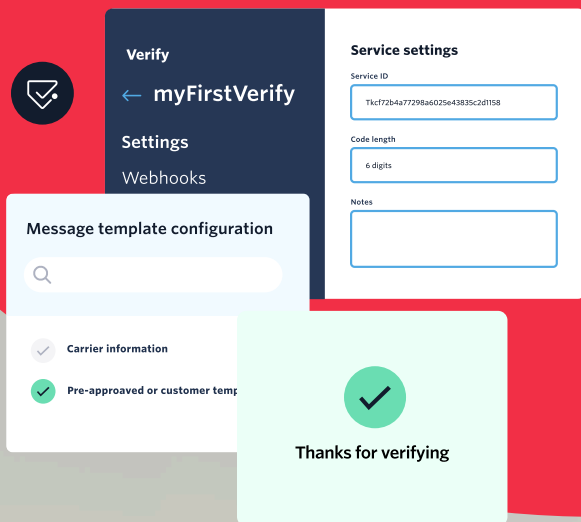 Verify
← myFirstVerify
Settings
Webhooks
Service settings
Service ID
Tkcf72b4a77298a6025e43835c2d1158
Code length
6 digits
Notes
Message template configuration
Carrier information
Pre-approaved or customer temp
Thanks for verifying